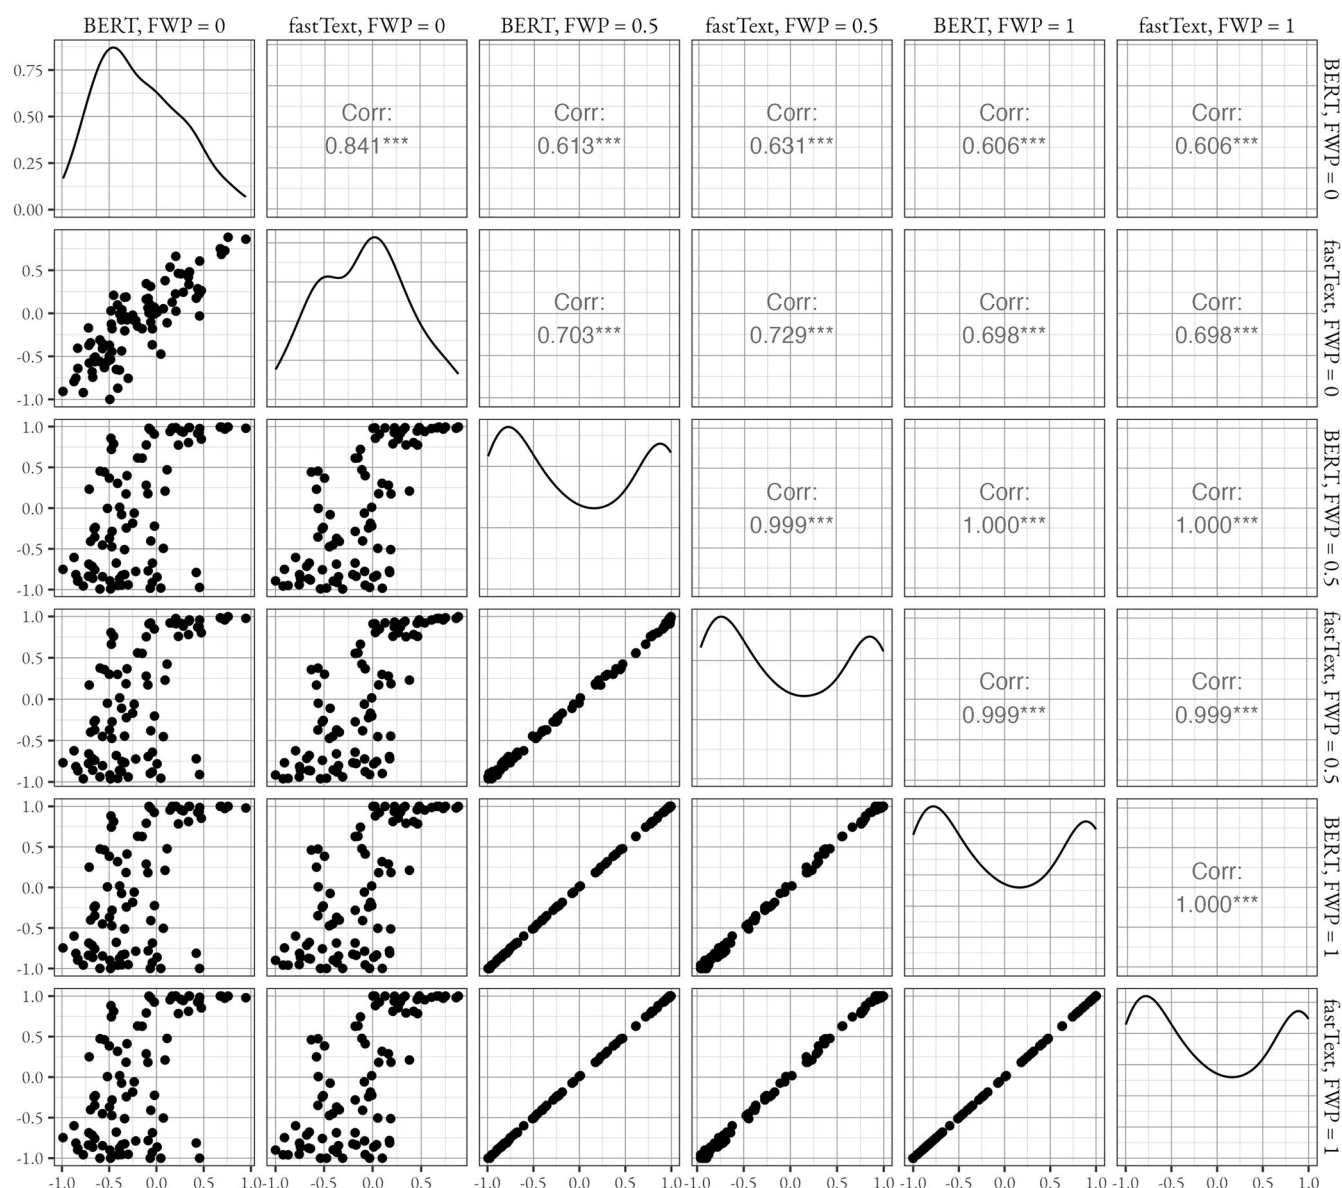 BERT, FWP = 0 fastText, FWP = 0 BERT, FWP = 0.5 fastText, FWP = 0.5 BERT, FWP = 1 fastText, FWP = 1
0.75
0.50
0.25
0.00
Corr:
0.841***
Corr:
0.613***
Corr:
0.631***
Corr:
0.606***
Corr:
0.606***
BERT, FWP = 0
0.5
0.0
-0.5
-1.0
Corr:
0.703***
Corr:
0.729***
Corr:
0.698***
Corr:
0.698***
fastText, FWP = 0
1.0
0.5
0.0
-0.5
-1.0
Corr:
0.999***
Corr:
1.000***
Corr:
1.000***
BERT, FWP = 0.5
1.0
0.5
0.0
-0.5
-1.0
Corr:
0.999***
Corr:
0.999***
fastText, FWP = 0.5
1.0
0.5
0.0
-0.5
-1.0
Corr:
1.000***
BERT, FWP = 1
1.0
0.5
0.0
-0.5
-1.0
fastText, FWP = 1
-1.0 -0.5 0.0 0.5 1.0 -1.0 -0.5 0.0 0.5 -1.0 -0.5 0.0 0.5 1.0 -1.0 -0.5 0.0 0.5 1.0 -1.0 -0.5 0.0 0.5 1.0 -1.0 -0.5 0.0 0.5 1.0